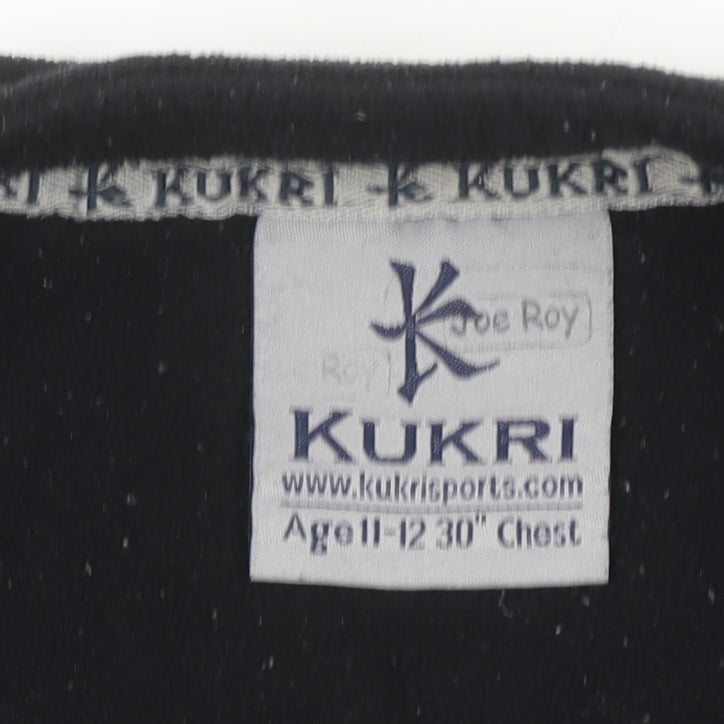 KUKRI KUKRI
Joe Roy
Roy
KUKRI
www.kukrisports.com
Age 11-12 30" Chest